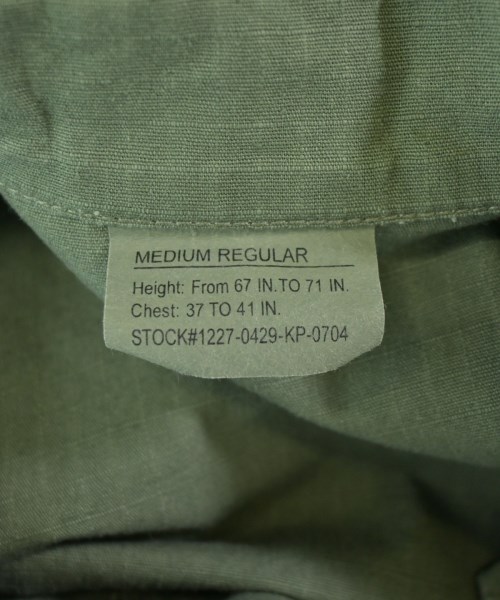 MEDIUM REGULAR
Height: From 67 IN.TO 71 IN.
Chest: 37 TO 41 IN.
STOCK#1227-0429-KP-0704